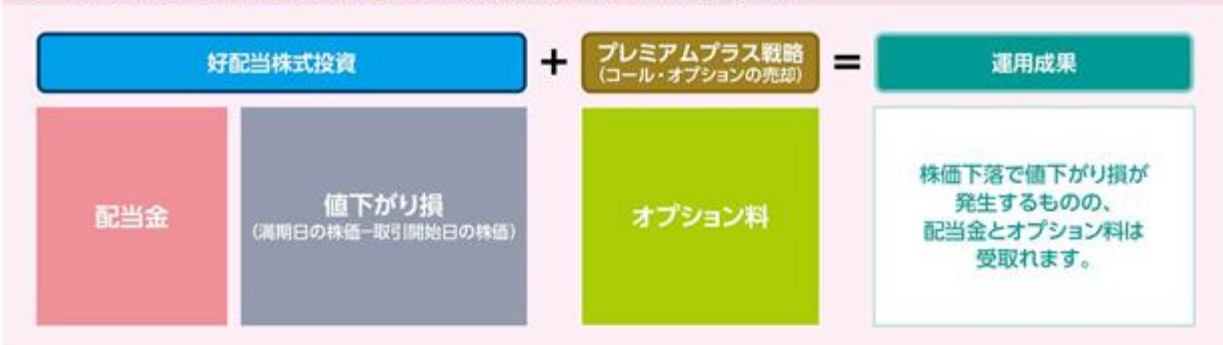 好配当株式投資
+
プレミアムプラス戦略
(コール・オプションの売却)
=
運用成果
配当金
値下がり損
(満期日の株価-取引開始日の株価)
オプション料
株価下落で値下がり損が
発生するものの、
配当金とオプション料は
受取れます。